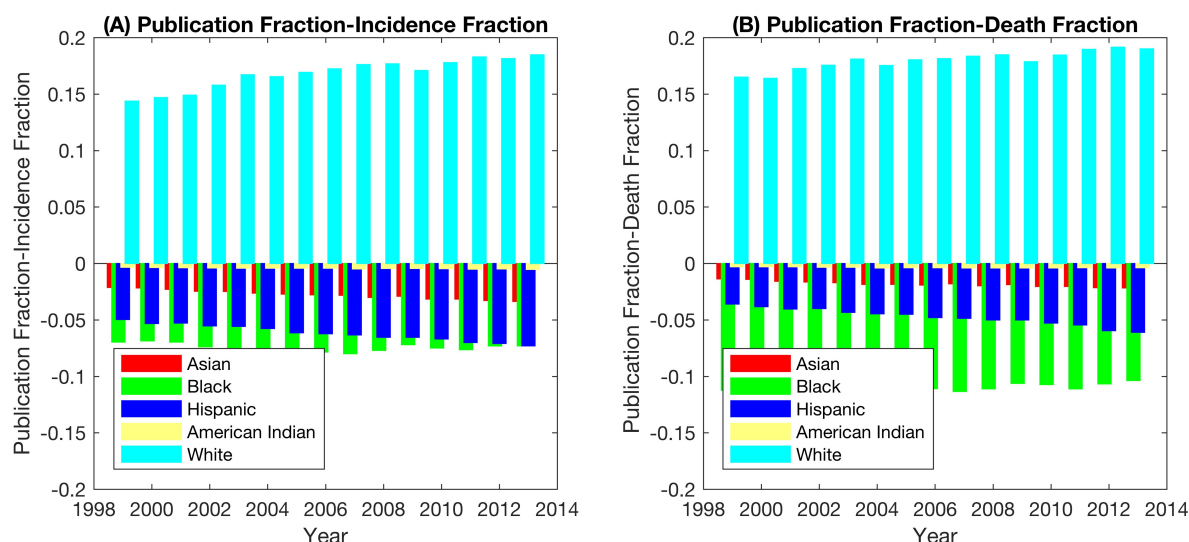 (A) Publication Fraction-Incidence Fraction
Publication Fraction-Incidence Fraction
0.2
0.15
0.1
0.05
0
-0.05
-0.1
-0.15
-0.2
Asian
Black
Hispanic
American Indian
White
1998 2000 2002 2004 2006 2008 2010 2012 2014
Year
(B) Publication Fraction-Death Fraction
Publication Fraction-Death Fraction
0.2
0.15
0.1
0.05
0
-0.05
-0.1
-0.15
-0.2
Asian
Black
Hispanic
American Indian
White
1998 2000 2002 2004 2006 2008 2010 2012 2014
Year